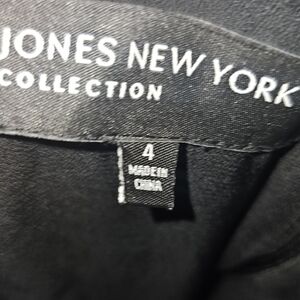 JONES NEW YORK
COLLECTION
4
MADE IN
CHINA